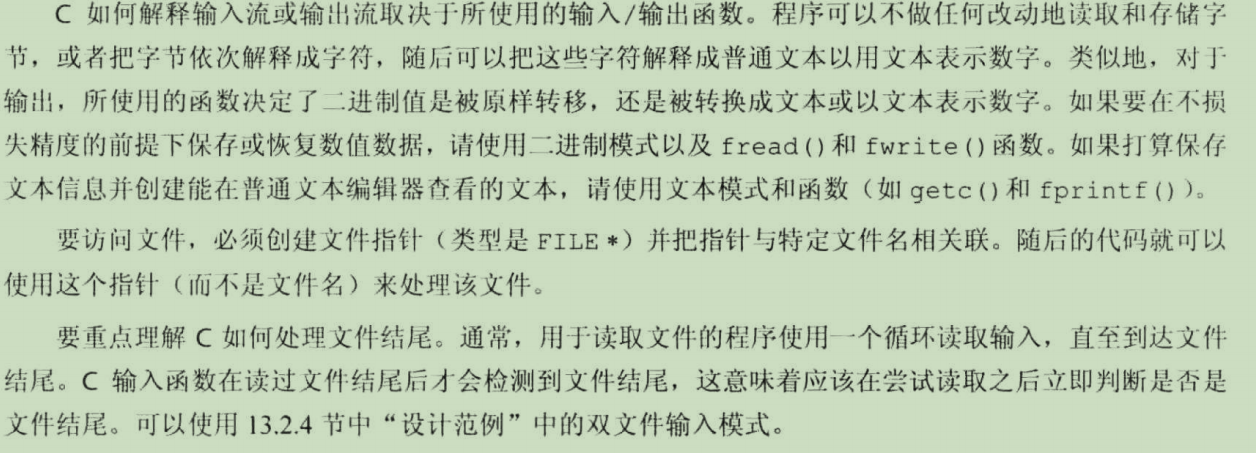 C 如何解释输入流或输出流取决于所使用的输入/输出函数。程序可以不做任何改动地读取和存储字
节，或者把字节依次解释成字符，随后可以把这些字符解释成普通文本以用文本表示数字。类似地，对于
输出，所使用的函数决定了二进制值是被原样转移，还是被转换成文本或以文本表示数字。如果要在不损
失精度的前提下保存或恢复数值数据，请使用二进制模式以及 fread()和 fwrite()函数。如果打算保存
文本信息并创建能在普通文本编辑器查看的文本，请使用文本模式和函数（如 getc()和 fprintf()）。
要访问文件，必须创建文件指针（类型是 FILE *）并把指针与特定文件名相关联。随后的代码就可以
使用这个指针（而不是文件名）来处理该文件。
要重点理解 C 如何处理文件结尾。通常，用于读取文件的程序使用一个循环读取输入，直至到达文件
结尾。C 输入函数在读过文件结尾后才会检测到文件结尾，这意味着应该在尝试读取之后立即判断是否是
文件结尾。可以使用 13.2.4 节中“设计范例”中的双文件输入模式。